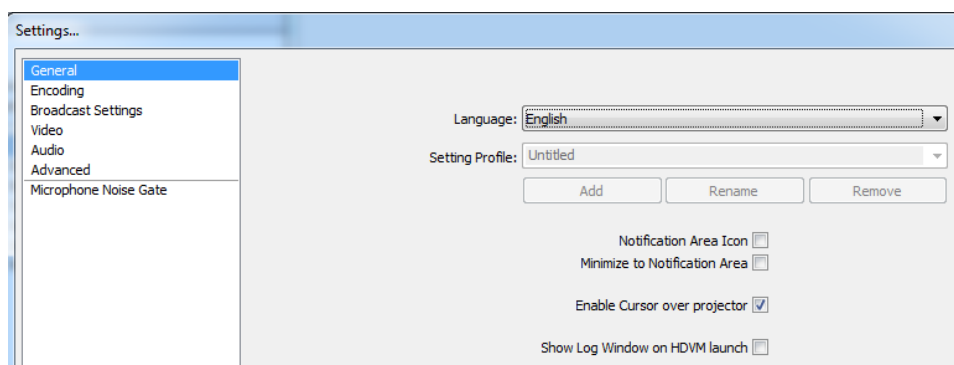 Settings...
General
Encoding
Broadcast Settings
Video
Audio
Advanced
Microphone Noise Gate
Language: English
Setting Profile: Untitled
Add Rename Remove
Notification Area Icon
Minimize to Notification Area
Enable Cursor over projector
Show Log Window on HDVM launch